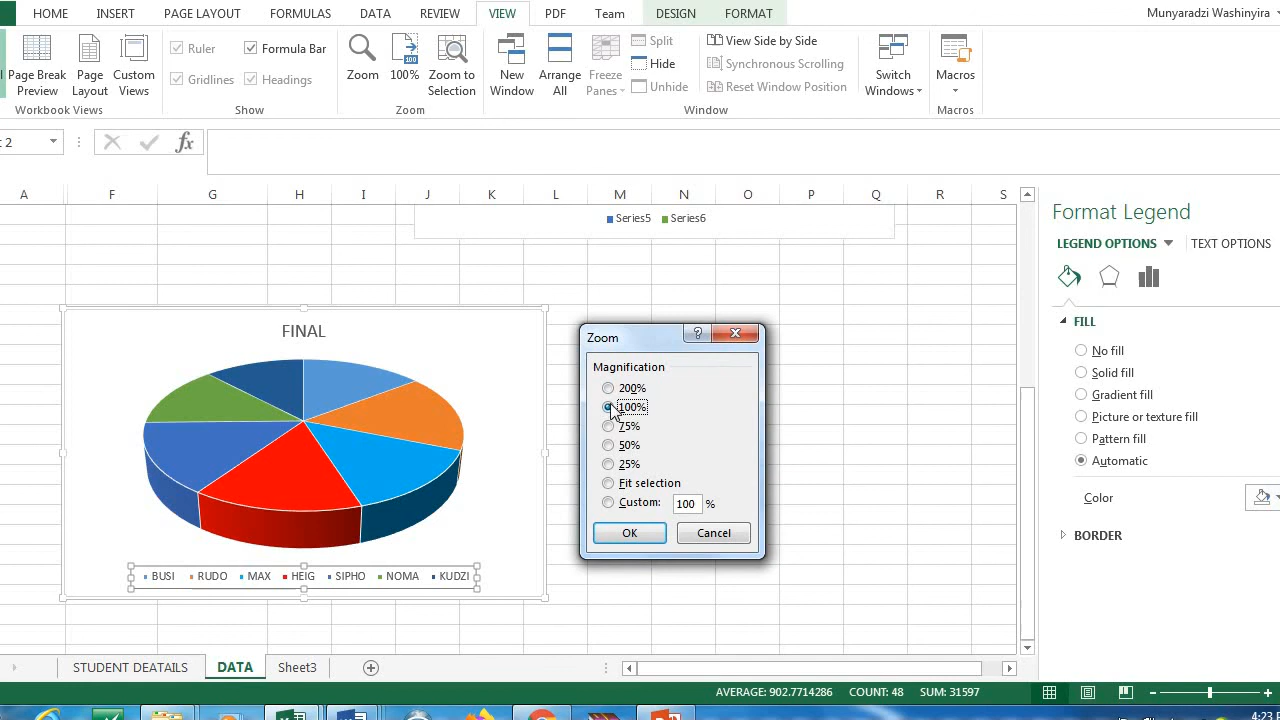 HOME INSERT PAGE LAYOUT FORMULAS DATA REVIEW VIEW PDF Team DESIGN FORMAT Munyaradzi Washinyira
Page Break Preview
Page Layout
Custom Views
Workbook Views
Ruler
Formula Bar
Gridlines
Headings
Show
Zoom
100
100%
Zoom to Selection
Zoom
New Window
Arrange All
Freeze Panes
Split
Hide
Unhide
View Side by Side
Synchronous Scrolling
Reset Window Position
Window
Switch Windows
Macros
Macros
2
fx
A F G H I J K L M N O P Q R S
Series5 Series6
FINAL
BUSI RUDO MAX HEIG SIPHO NOMA KUDZI
Zoom
?
Magnification
200%
100%
75%
50%
25%
Fit selection
Custom: 100 %
OK Cancel
Format Legend
LEGEND OPTIONS TEXT OPTIONS
FILL
No fill
Solid fill
Gradient fill
Picture or texture fill
Pattern fill
Automatic
Color
BORDER
STUDENT DEATAILS DATA Sheet3
AVERAGE: 902.7714286 COUNT: 48 SUM: 31597